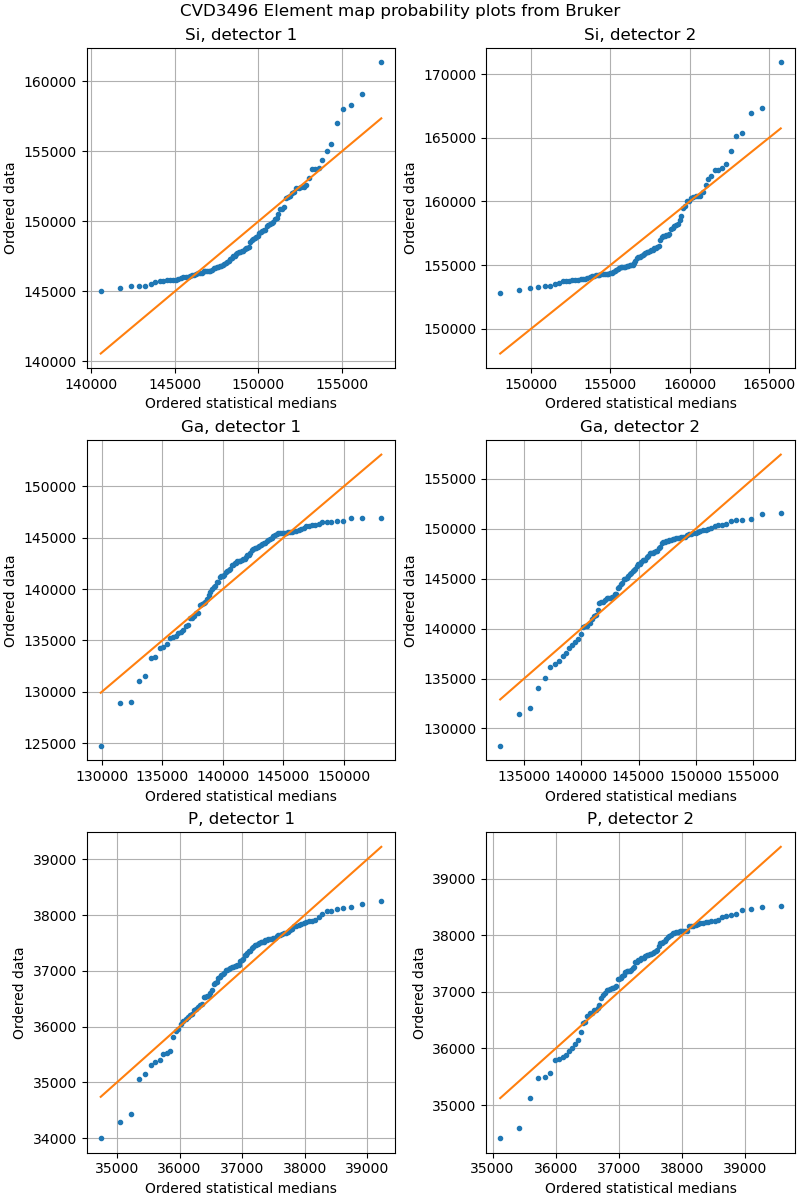 CVD3496 Element map probability plots from Bruker
Si, detector 1
160000
155000
150000
145000
140000
Ordered data
140000 145000 150000 155000
Ordered statistical medians
Si, detector 2
170000
165000
160000
155000
150000
Ordered data
150000 155000 160000 165000
Ordered statistical medians
Ga, detector 1
150000
145000
140000
135000
130000
125000
Ordered data
130000 135000 140000 145000 150000
Ordered statistical medians
Ga, detector 2
155000
150000
145000
140000
135000
130000
Ordered data
135000 140000 145000 150000 155000
Ordered statistical medians
P, detector 1
39000
38000
37000
36000
35000
34000
Ordered data
35000 36000 37000 38000 39000
Ordered statistical medians
P, detector 2
39000
38000
37000
36000
35000
Ordered data
35000 36000 37000 38000 39000
Ordered statistical medians